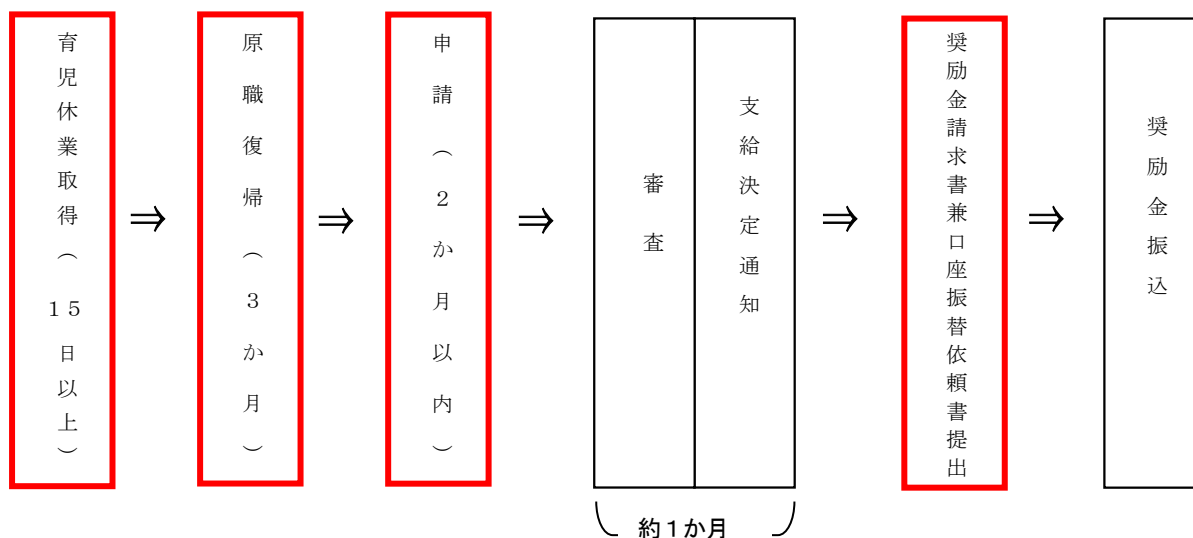 育児休業取得（１５日以上）
⇒
原職復帰（３か月）
⇒
申請（２か月以内）
⇒
審査
支給決定通知
⇒
奨励金請求書兼口座振替依頼書提出
⇒
奨励金振込
約１か月